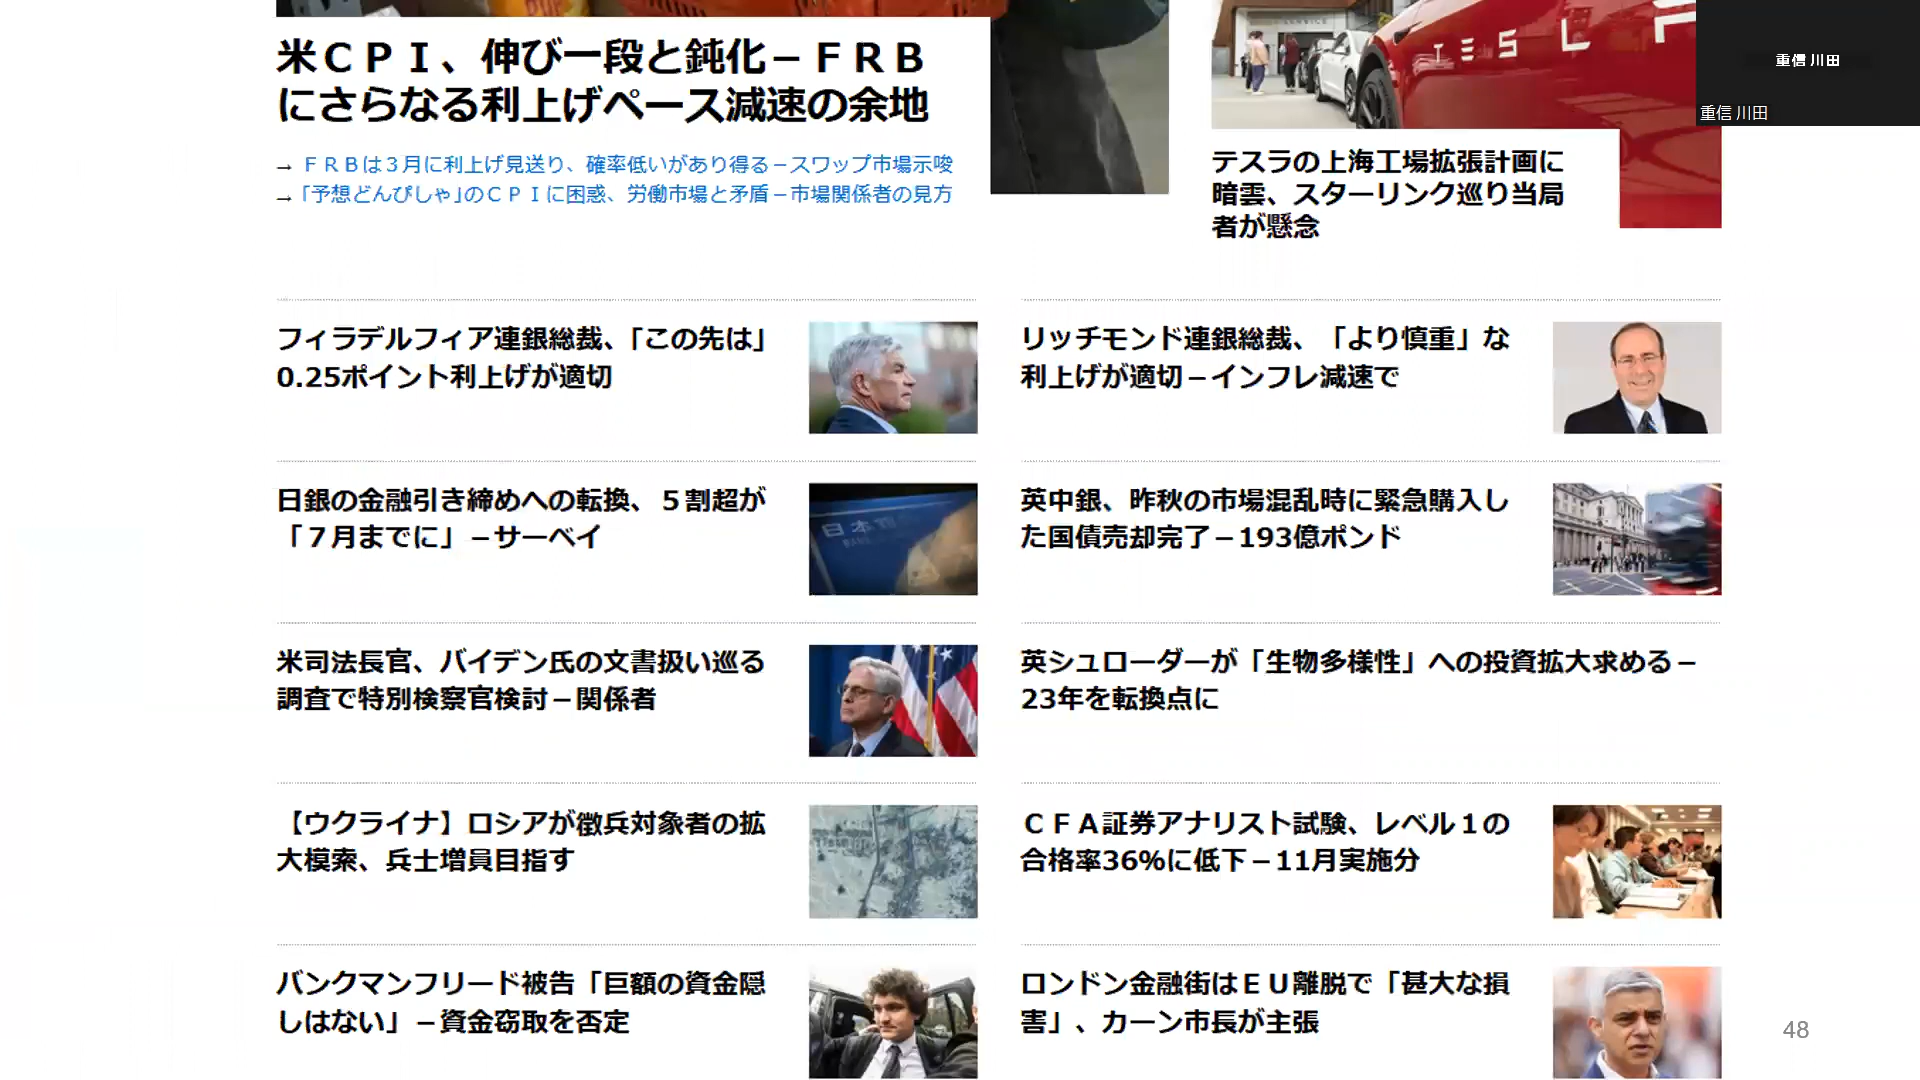 米ＣＰＩ、伸び一段と鈍化－ＦＲＢ
にさらなる利上げペース減速の余地
→ ＦＲＢは３月に利上げ見送り、確率低いがあり得る－スワップ市場示唆
→「予想どんぴしゃ」のＣＰＩに困惑、労働市場と矛盾－市場関係者の見方
SERVICE
TESL
テスラの上海工場拡張計画に
暗雲、スターリンク巡り当局
者が懸念
重信 川田
重信 川田
フィラデルフィア連銀総裁、「この先は」
0.25ポイント利上げが適切
リッチモンド連銀総裁、「より慎重」な
利上げが適切－インフレ減速で
日銀の金融引き締めへの転換、５割超が
「７月までに」－サーベイ
英中銀、昨秋の市場混乱時に緊急購入し
た国債売却完了－193億ポンド
米司法長官、バイデン氏の文書扱い巡る
調査で特別検察官検討－関係者
英シュローダーが「生物多様性」への投資拡大求める－
23年を転換点に
【ウクライナ】ロシアが徴兵対象者の拡
大模索、兵士増員目指す
ＣＦＡ証券アナリスト試験、レベル１の
合格率36%に低下－11月実施分
バンクマンフリード被告「巨額の資金隠
しはない」－資金窃取を否定
ロンドン金融街はＥＵ離脱で「甚大な損
害」、カーン市長が主張
48